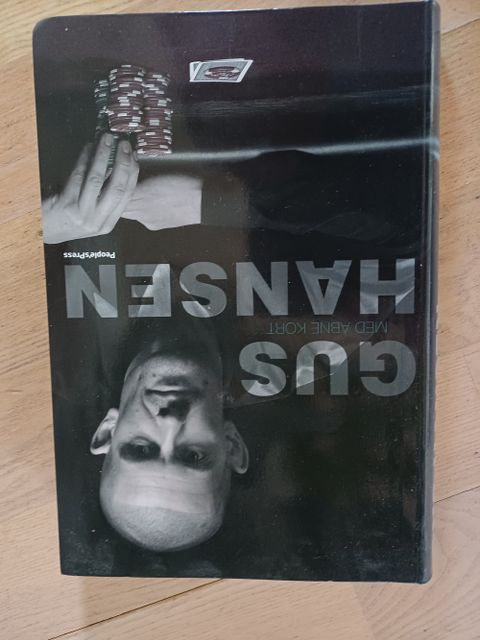 GUS
MED ÅBNE KORT
HANSEN
People'sPress